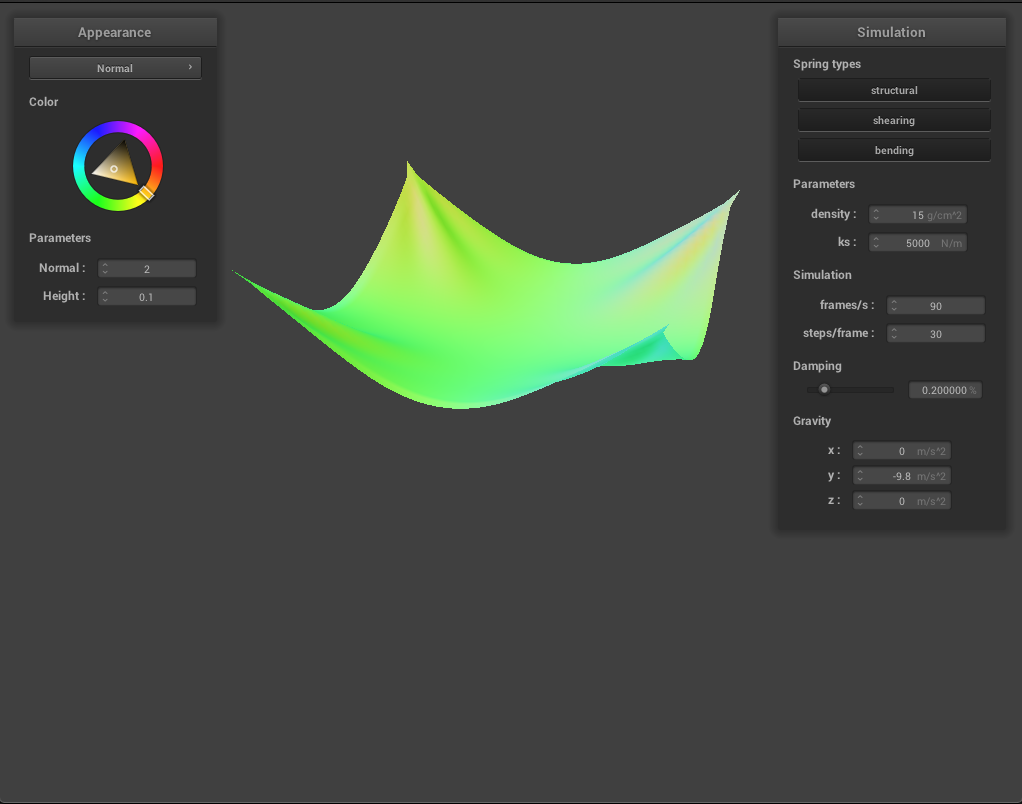 Appearance
Normal
Color
Parameters
Normal : 2
Height : 0.1
Simulation
Spring types
structural
shearing
bending
Parameters
density : 15 g/cm^2
ks : 5000 N/m
Simulation
frames/s : 90
steps/frame : 30
Damping
0.200000 %
Gravity
x : 0 m/s^2
y : -9.8 m/s^2
z : 0 m/s^2